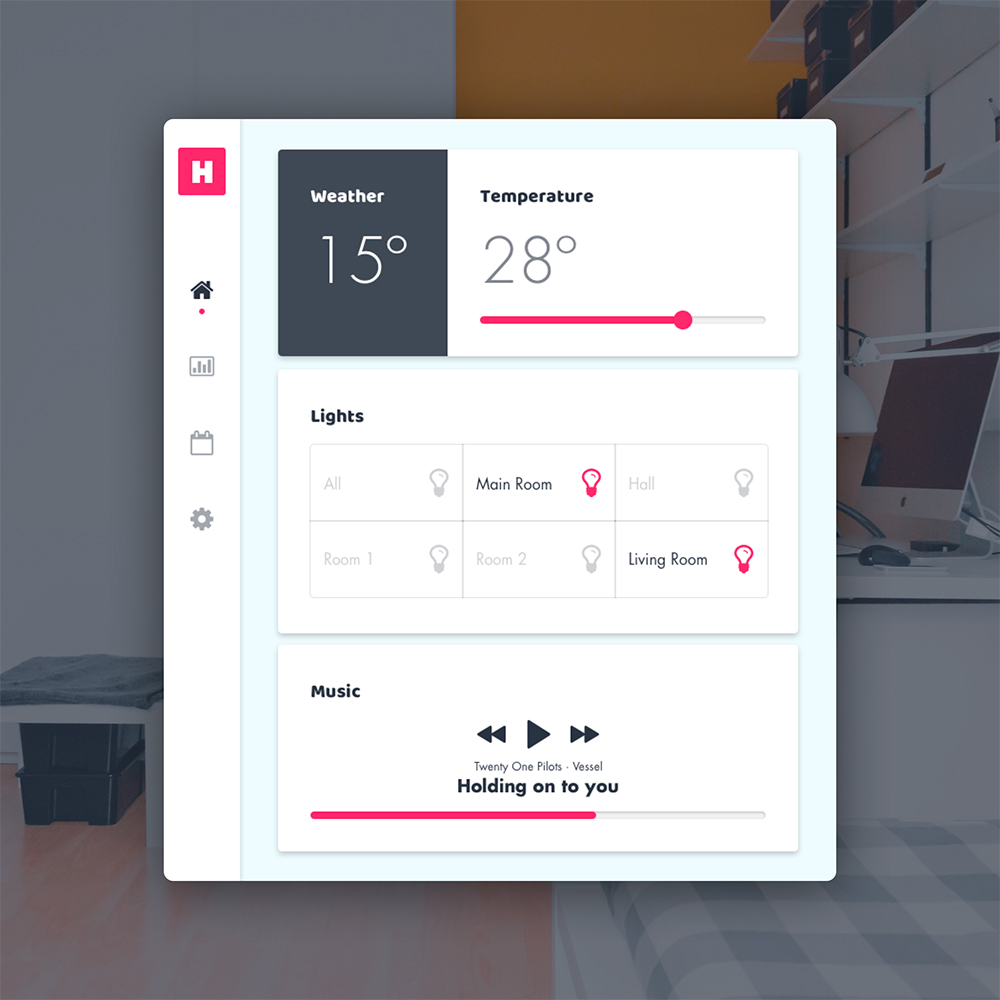 H
Weather
15°
Temperature
28°
Lights
All
Main Room
Hall
Room 1
Room 2
Living Room
Music
Twenty One Pilots · Vessel
Holding on to you